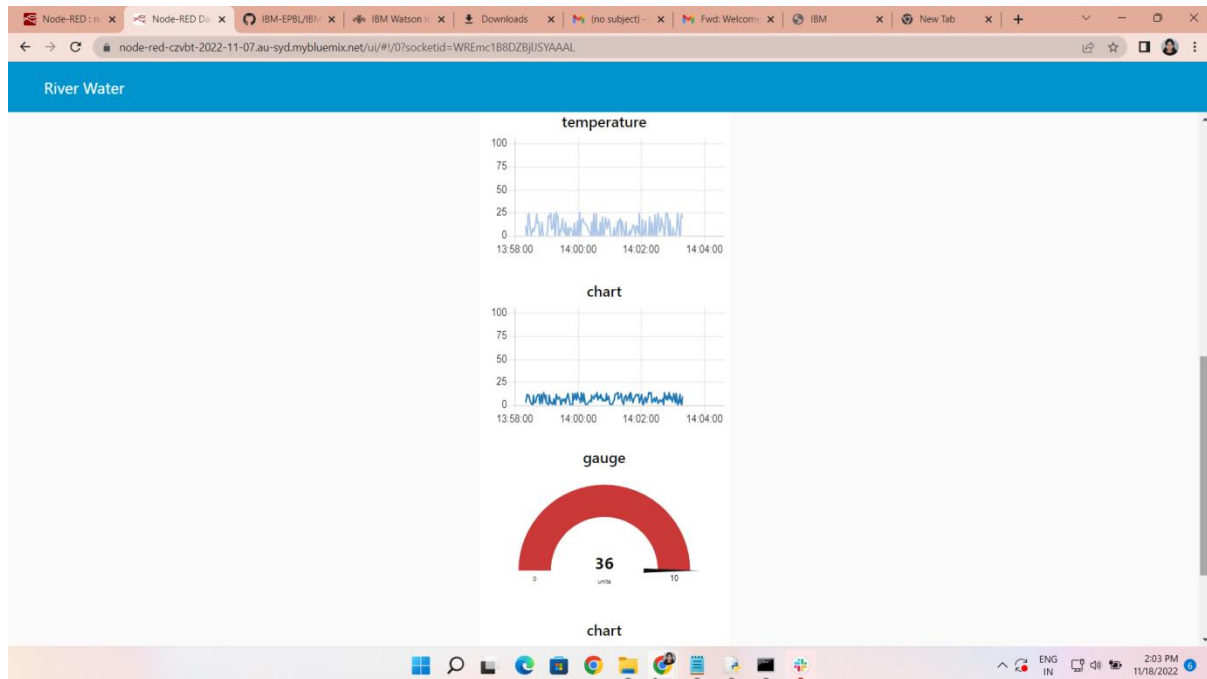 Node-RED : n Node-RED Da IBM-EPBL/IBM IBM Watson Io Downloads (no subject) - Fwd: Welcome IBM New Tab
node-red-czvbt-2022-11-07.au-syd.mybluemix.net/ui/#!/0?socketid=WREmc1B8DZBjIJSYAAAL
River Water
temperature
100
75
50
25
0
13:58:00 14:00:00 14:02:00 14:04:00
chart
100
75
50
25
0
13:58:00 14:00:00 14:02:00 14:04:00
gauge
36
0 units 10
chart
ENG
IN
2:03 PM
11/18/2022
6